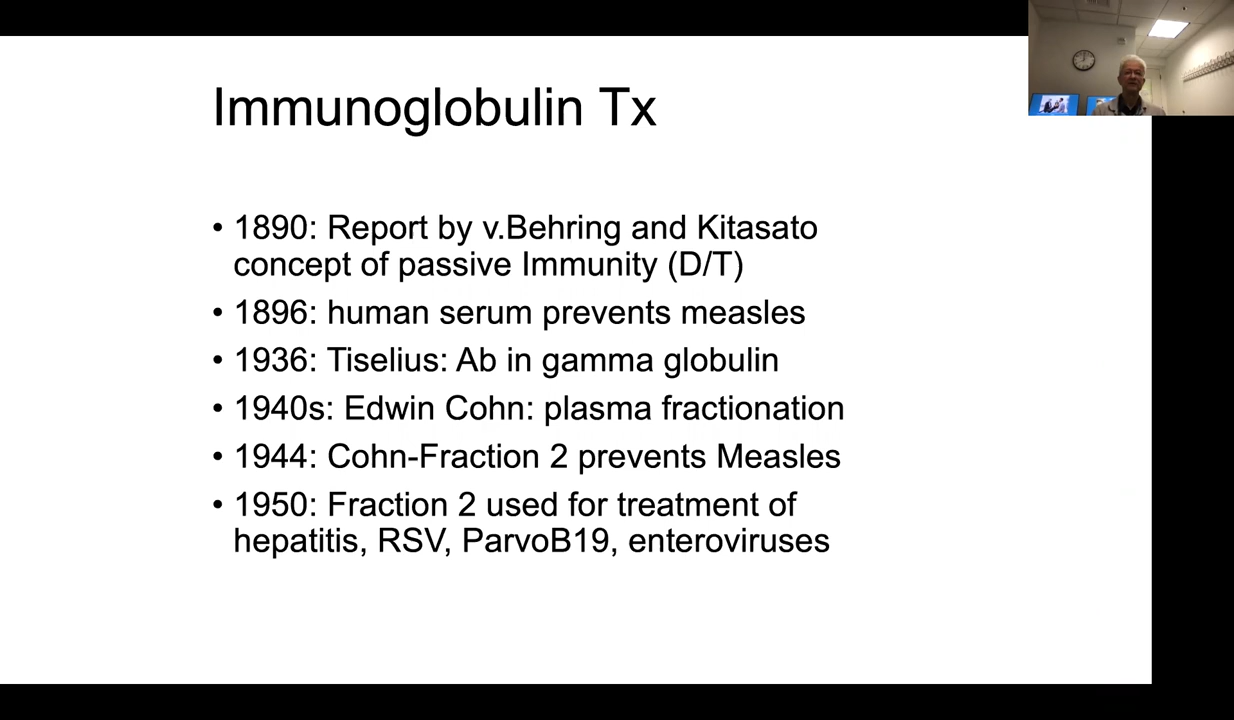 Immunoglobulin Tx
• 1890: Report by v.Behring and Kitasato
concept of passive Immunity (D/T)
• 1896: human serum prevents measles
• 1936: Tiselius: Ab in gamma globulin
• 1940s: Edwin Cohn: plasma fractionation
• 1944: Cohn-Fraction 2 prevents Measles
• 1950: Fraction 2 used for treatment of
hepatitis, RSV, ParvoB19, enteroviruses